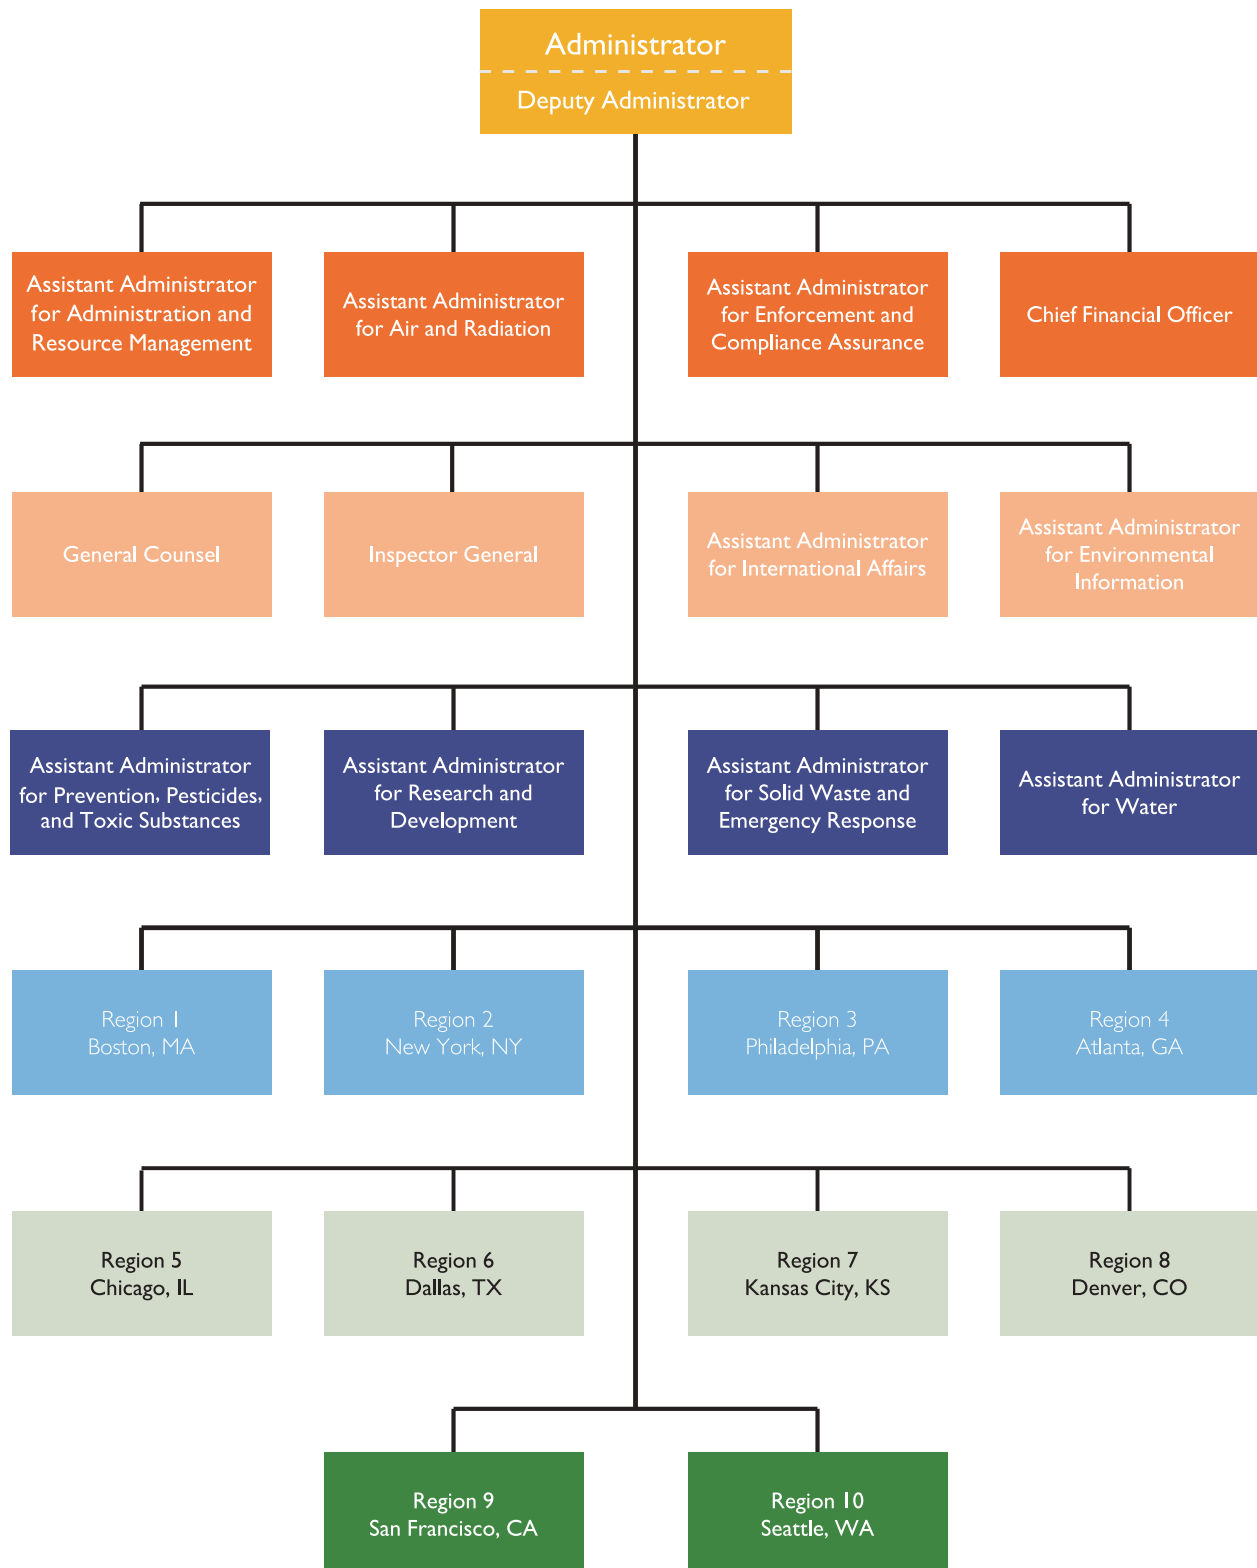 Administrator
Deputy Administrator
Assistant Administrator
for Administration and
Resource Management
Assistant Administrator
for Air and Radiation
Assistant Administrator
for Enforcement and
Compliance Assurance
Chief Financial Officer
General Counsel
Inspector General
Assistant Administrator
for International Affairs
Assistant Administrator
for Environmental
Information
Assistant Administrator
for Prevention, Pesticides,
and Toxic Substances
Assistant Administrator
for Research and
Development
Assistant Administrator
for Solid Waste and
Emergency Response
Assistant Administrator
for Water
Region 1
Boston, MA
Region 2
New York, NY
Region 3
Philadelphia, PA
Region 4
Atlanta, GA
Region 5
Chicago, IL
Region 6
Dallas, TX
Region 7
Kansas City, KS
Region 8
Denver, CO
Region 9
San Francisco, CA
Region 10
Seattle, WA